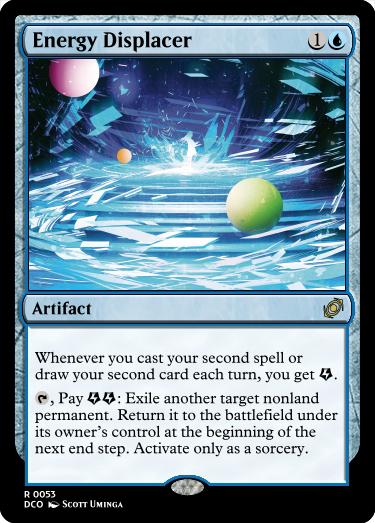 Energy Displacer 1
Artifact
Whenever you cast your second spell or
draw your second card each turn, you get .
, Pay : Exile another target nonland
permanent. Return it to the battlefield under
its owner's control at the beginning of the
next end step. Activate only as a sorcery.
R 0053
DCO Scott Uminga